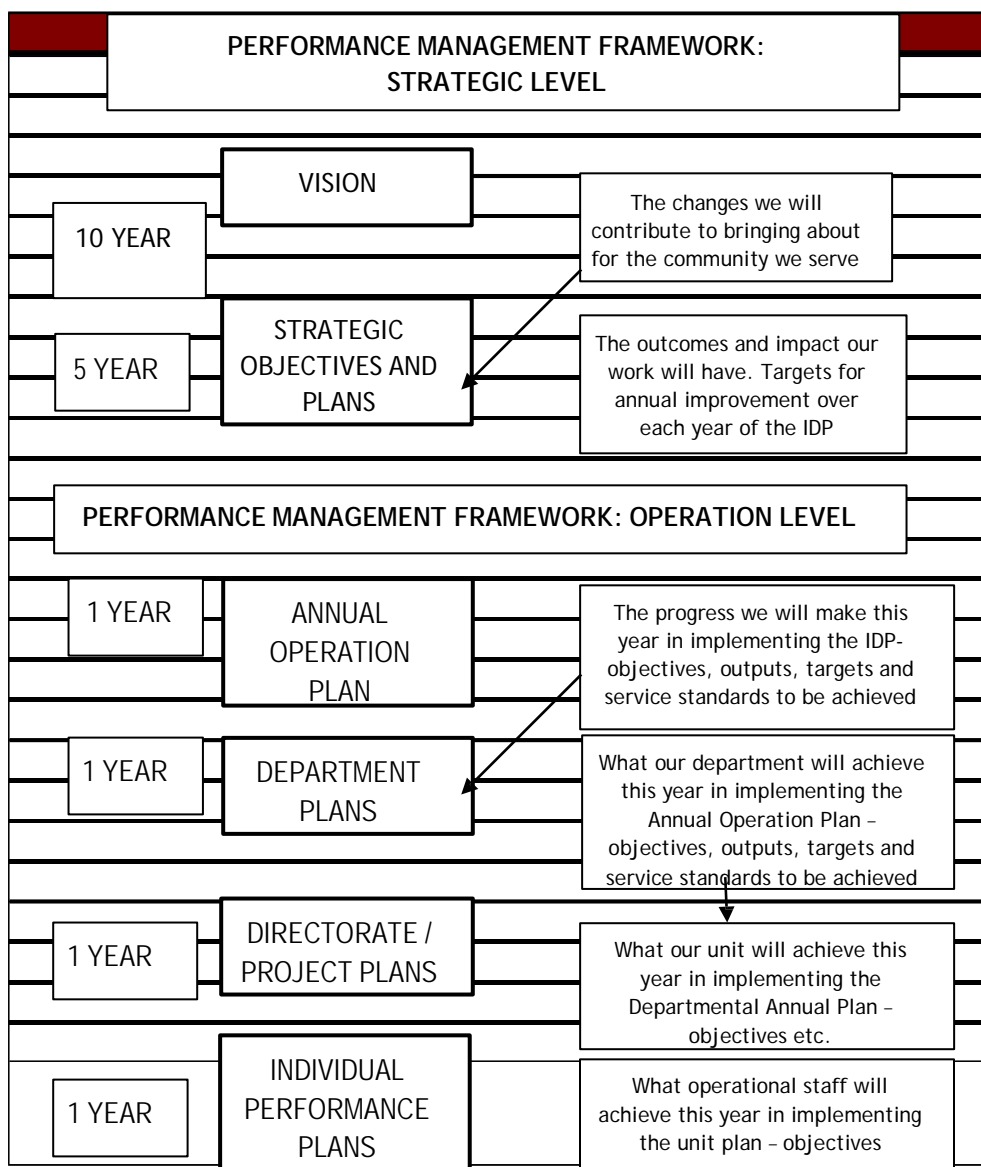 PERFORMANCE MANAGEMENT FRAMEWORK:
STRATEGIC LEVEL
VISION
10 YEAR
The changes we will
contribute to bringing about
for the community we serve
5 YEAR
STRATEGIC
OBJECTIVES AND
PLANS
The outcomes and impact our
work will have. Targets for
annual improvement over
each year of the IDP
PERFORMANCE MANAGEMENT FRAMEWORK: OPERATION LEVEL
1 YEAR
ANNUAL
OPERATION
PLAN
The progress we will make this
year in implementing the IDP-
objectives, outputs, targets and
service standards to be achieved
1 YEAR
DEPARTMENT
PLANS
What our department will achieve
this year in implementing the
Annual Operation Plan –
objectives, outputs, targets and
service standards to be achieved
1 YEAR
DIRECTORATE /
PROJECT PLANS
What our unit will achieve this
year in implementing the
Departmental Annual Plan –
objectives etc.
1 YEAR
INDIVIDUAL
PERFORMANCE
PLANS
What operational staff will
achieve this year in implementing
the unit plan – objectives